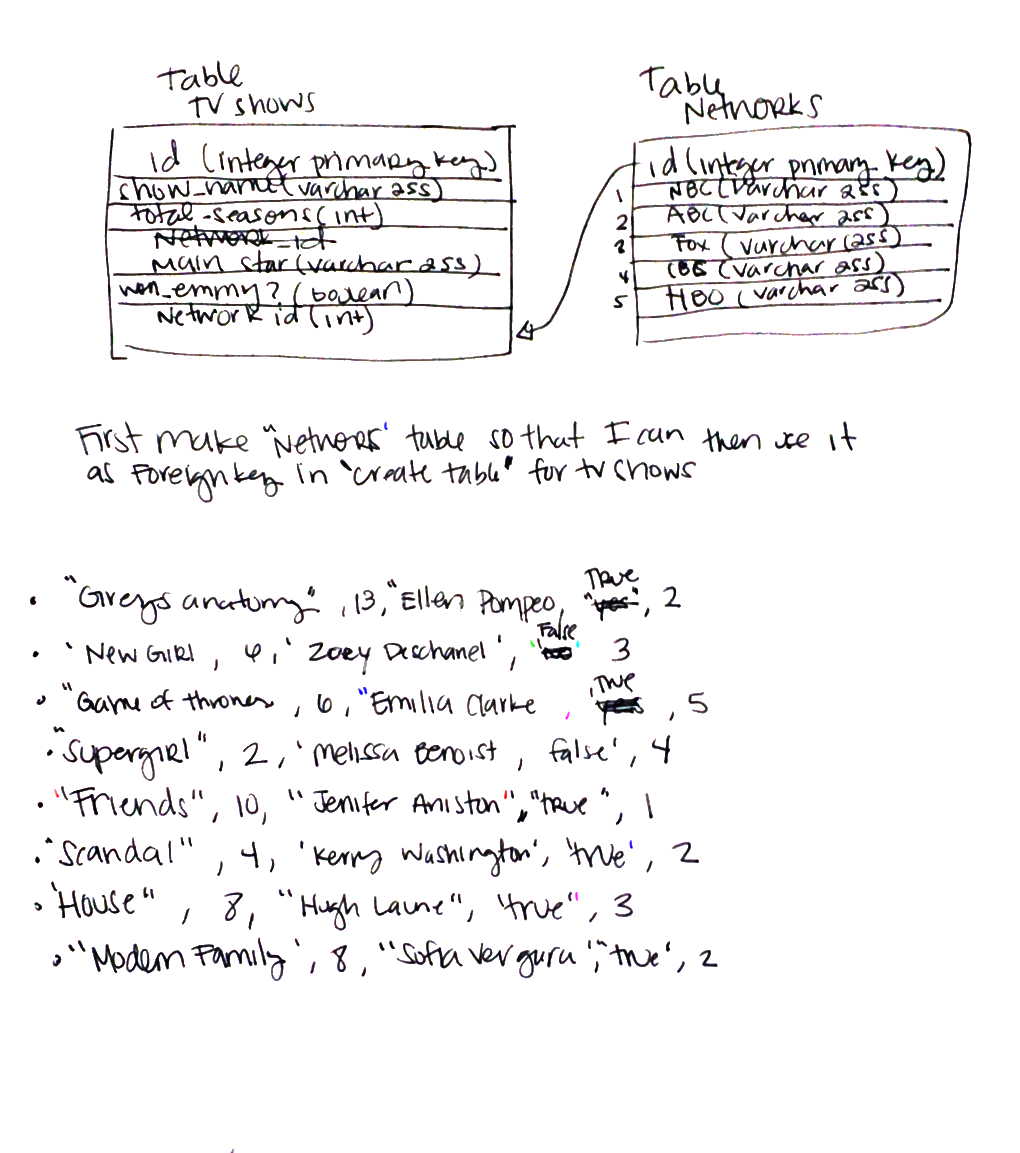 Table
TV shows
id (integer primary key)
show_name(varchar 255)
total_seasons(int)
Network_id
main star(varchar 255)
won_emmy? (boolean)
Network id (int)
Table
Networks
id(integer primary key)
1 NBC(varchar 255)
2 ABC(varchar 255)
3 Fox (varchar (255)
4 CBS (varchar 255)
5 HBO (varchar 255)
First make "Networs' table so that I can then use it
as Foreign key in "create table" for tv shows
• "Greys anatomy", 13, "Ellen Pompeo, True "yes", 2
• 'New Girl, 6, 'Zoey Deschanel', False 3
• "Game of thrones, 6, "Emilia Clarke, True yes, 5
• "Supergirl", 2, 'Melissa Benoist, false', 4
• "Friends", 10, "Jenifer Aniston", "true", 1
• "Scandal", 4, 'Kerry Washington', 'true', 2
• 'House", 8, "Hugh Laurie", 'true", 3
• "Modern Family', 8, "Sofia Vergura', "true', 2